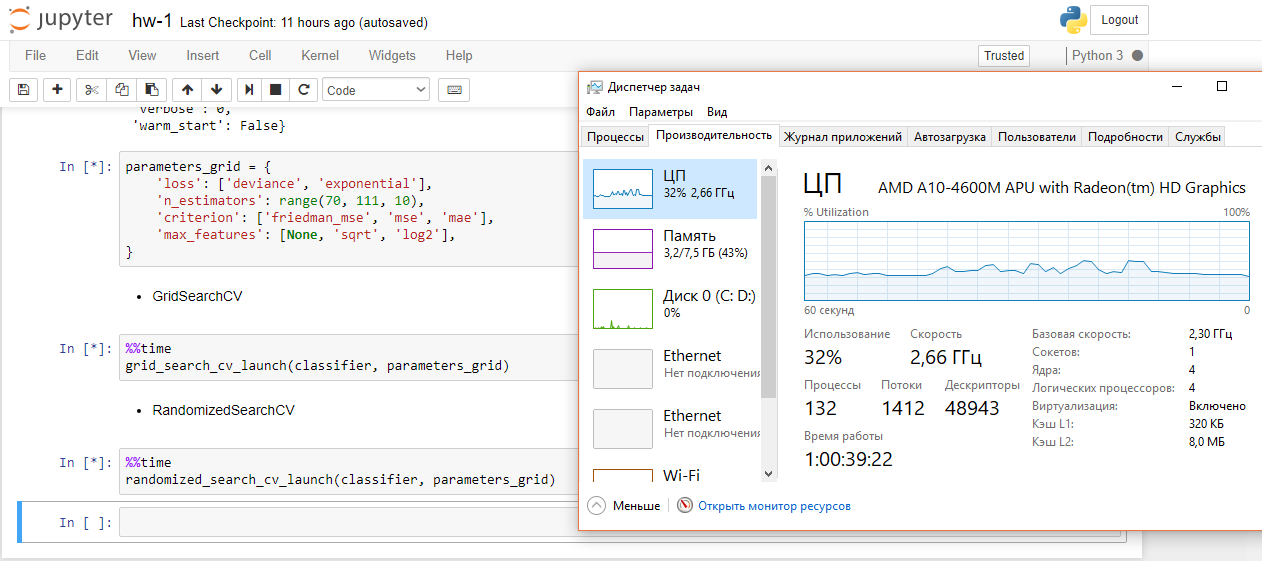 jupyter hw-1 Last Checkpoint: 11 hours ago (autosaved)
Logout
File Edit View Insert Cell Kernel Widgets Help
Trusted
Python 3
Code
'verbose': 0,
'warm_start': False}
In [*]:
parameters_grid = {
'loss': ['deviance', 'exponential'],
'n_estimators': range(70, 111, 10),
'criterion': ['friedman_mse', 'mse', 'mae'],
'max_features': [None, 'sqrt', 'log2'],
}
• GridSearchCV
In [*]:
%%time
grid_search_cv_launch(classifier, parameters_grid)
• RandomizedSearchCV
In [*]:
%%time
randomized_search_cv_launch(classifier, parameters_grid)
In [ ]:
Диспетчер задач
Файл Параметры Вид
Процессы Производительность Журнал приложений Автозагрузка Пользователи Подробности Службы
ЦП
32% 2,66 ГГц
Память
3,2/7,5 ГБ (43%)
Диск 0 (C: D:)
0%
Ethernet
Нет подключения
Ethernet
Нет подключения
Wi-Fi
ЦП AMD A10-4600M APU with Radeon(tm) HD Graphics
% Utilization 100%
60 секунд 0
Использование Скорость
32% 2,66 ГГц
Процессы Потоки Дескрипторы
132 1412 48943
Время работы
1:00:39:22
Базовая скорость: 2,30 ГГц
Сокетов: 1
Ядра: 4
Логических процессоров: 4
Виртуализация: Включено
Кэш L1: 320 КБ
Кэш L2: 8,0 МБ
Меньше
Открыть монитор ресурсов